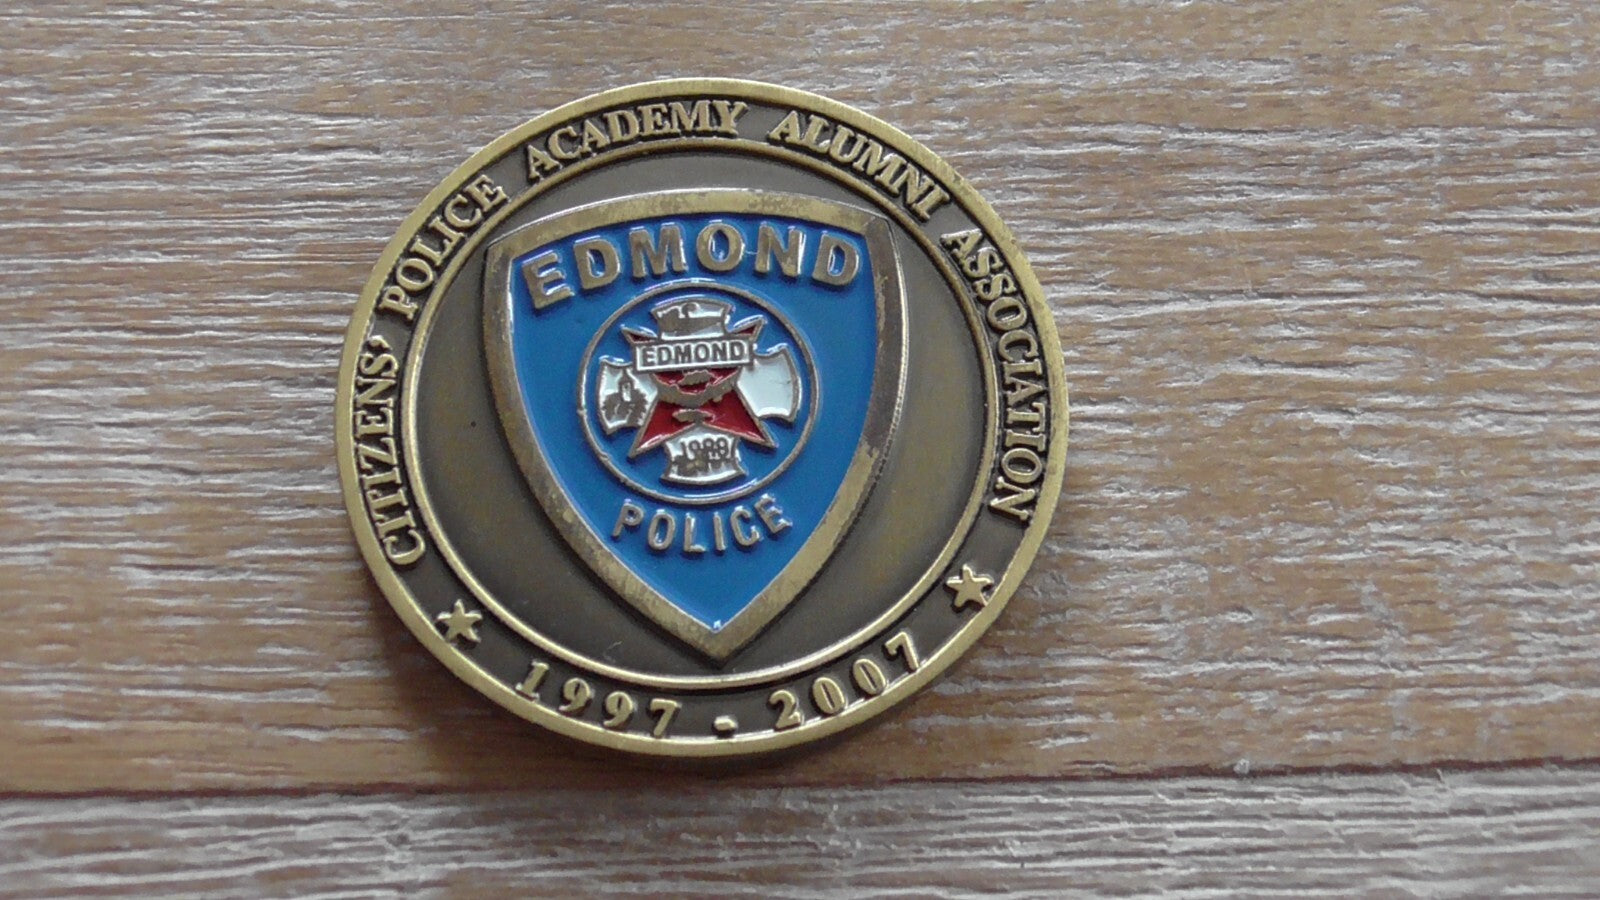 CITIZENS' POLICE ACADEMY ALUMNI ASSOCIATION
EDMOND
EDMOND
POLICE
1997 - 2007